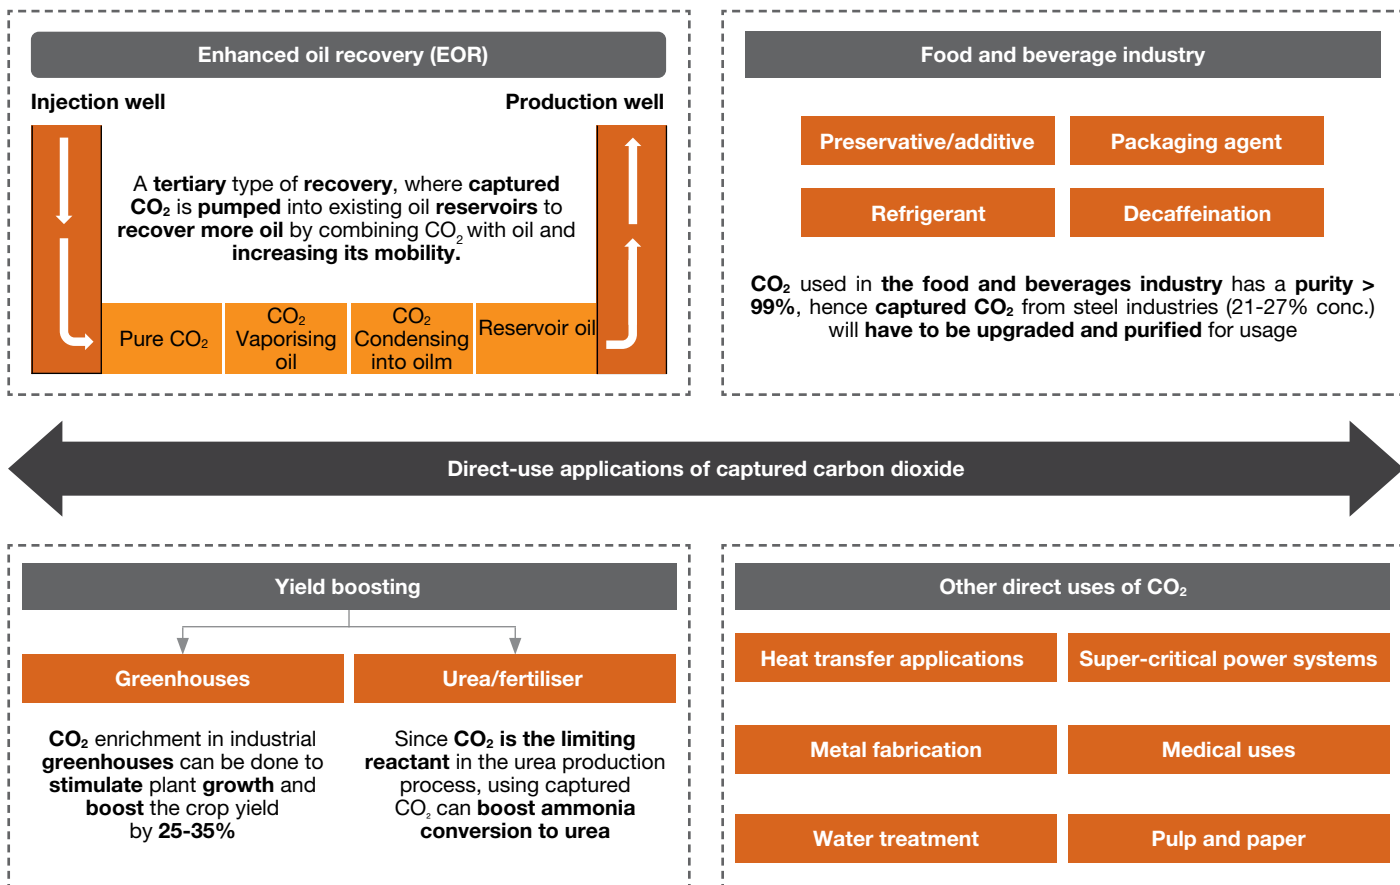 Enhanced oil recovery (EOR)
Injection well
Production well
A tertiary type of recovery, where captured
CO₂ is pumped into existing oil reservoirs to
recover more oil by combining CO₂ with oil and
increasing its mobility.
Pure CO₂
CO₂
Vaporising
oil
CO₂
Condensing
into oilm
Reservoir oil
Food and beverage industry
Preservative/additive
Packaging agent
Refrigerant
Decaffeination
CO₂ used in the food and beverages industry has a purity >
99%, hence captured CO₂ from steel industries (21-27% conc.)
will have to be upgraded and purified for usage
Direct-use applications of captured carbon dioxide
Yield boosting
Greenhouses
CO₂ enrichment in industrial
greenhouses can be done to
stimulate plant growth and
boost the crop yield
by 25-35%
Urea/fertiliser
Since CO₂ is the limiting
reactant in the urea production
process, using captured
CO₂ can boost ammonia
conversion to urea
Other direct uses of CO₂
Heat transfer applications
Super-critical power systems
Metal fabrication
Medical uses
Water treatment
Pulp and paper